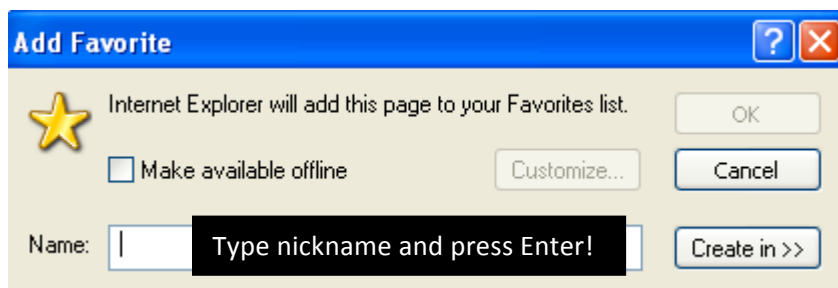 Add Favorite
Internet Explorer will add this page to your Favorites list.
OK
Make available offline
Customize...
Cancel
Name:
Type nickname and press Enter!
Create in >>